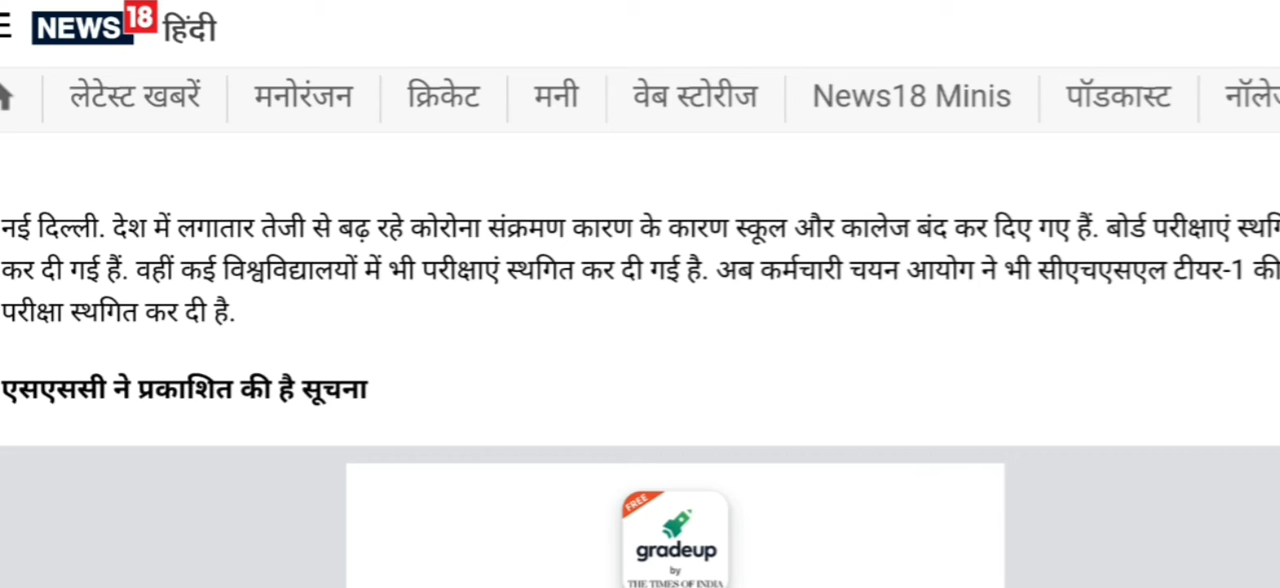 NEWS 18 हिंदी
लेटेस्ट खबरें मनोरंजन क्रिकेट मनी वेब स्टोरीज News18 Minis पॉडकास्ट
नई दिल्ली. देश में लगातार तेजी से बढ़ रहे कोरोना संक्रमण कारण के कारण स्कूल और कालेज बंद कर दिए गए हैं. बोर्ड परीक्षाएं
कर दी गई हैं. वहीं कई विश्वविद्यालयों में भी परीक्षाएं स्थगित कर दी गई है. अब कर्मचारी चयन आयोग ने भी सीएचएसएल टीयर-1 की
परीक्षा स्थगित कर दी है.
एसएससी ने प्रकाशित की है सूचना
FREE
gradeup
by
THE TIMES OF INDIA